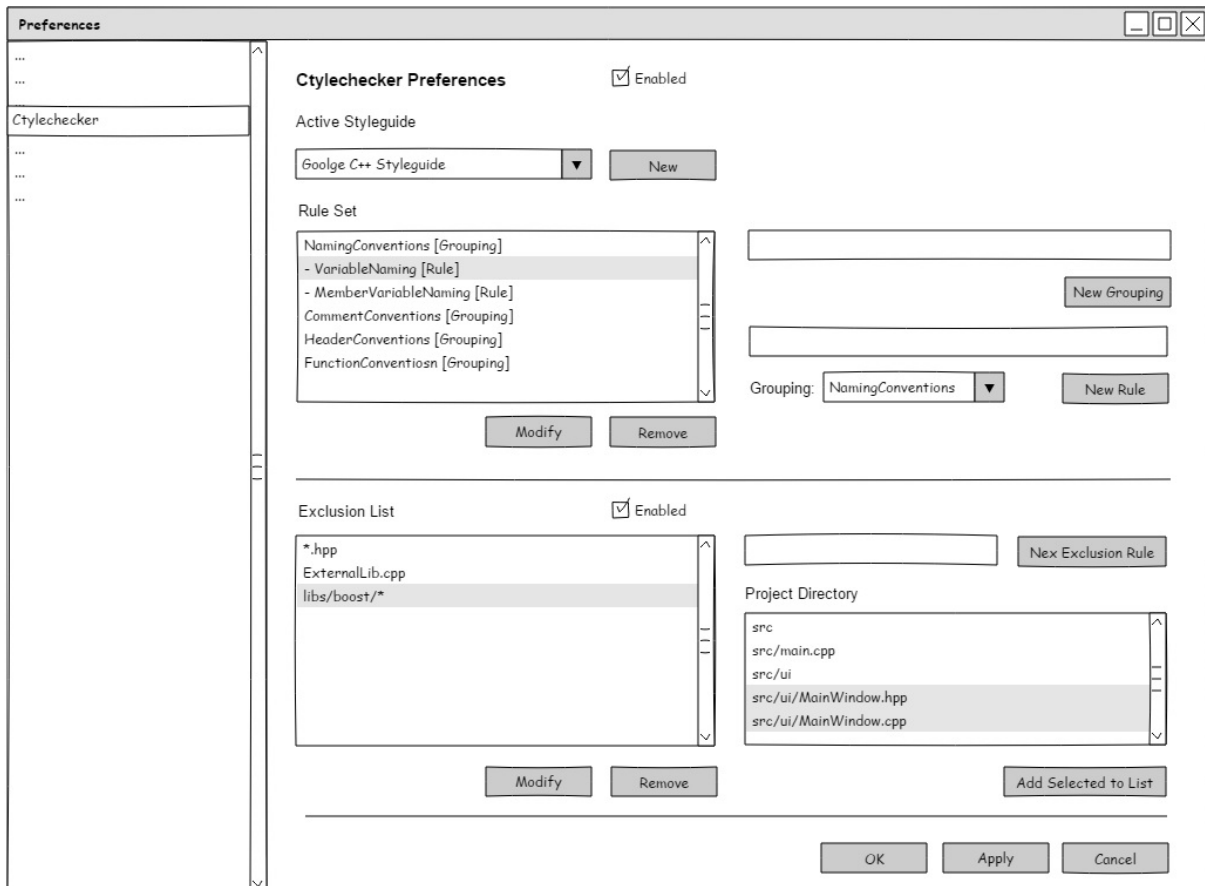 Preferences
...
...
...
Ctylechecker
...
...
...
Ctylechecker Preferences
Enabled
Active Styleguide
Goolge C++ Styleguide
New
Rule Set
NamingConventions [Grouping]
- VariableNaming [Rule]
- MemberVariableNaming [Rule]
CommentConventions [Grouping]
HeaderConventions [Grouping]
FunctionConventiosn [Grouping]
New Grouping
Grouping: NamingConventions
New Rule
Modify
Remove
Exclusion List
Enabled
*.hpp
ExternalLib.cpp
libs/boost/*
Nex Exclusion Rule
Project Directory
src
src/main.cpp
src/ui
src/ui/MainWindow.hpp
src/ui/MainWindow.cpp
Modify
Remove
Add Selected to List
OK
Apply
Cancel